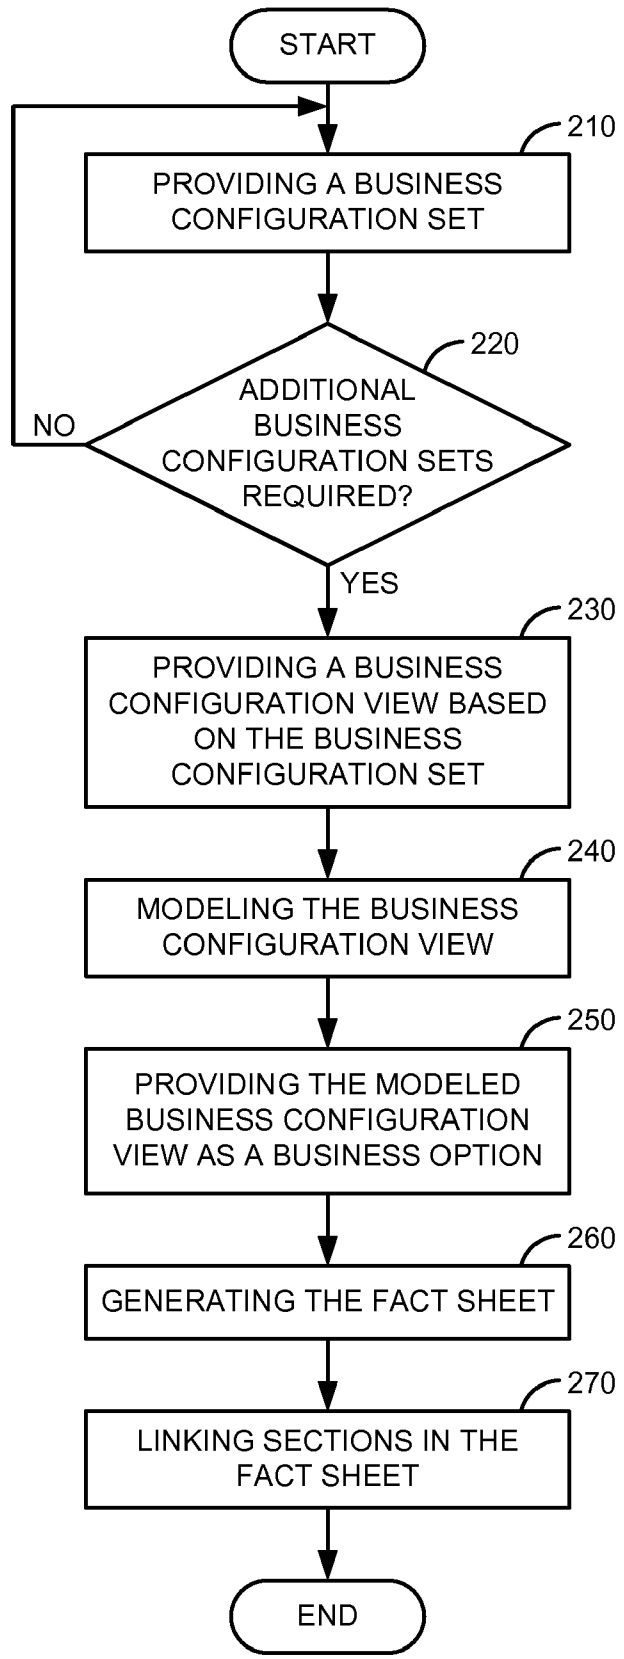 START
210
PROVIDING A BUSINESS
CONFIGURATION SET
220
ADDITIONAL
BUSINESS
CONFIGURATION SETS
REQUIRED?
NO
YES
230
PROVIDING A BUSINESS
CONFIGURATION VIEW BASED
ON THE BUSINESS
CONFIGURATION SET
240
MODELING THE BUSINESS
CONFIGURATION VIEW
250
PROVIDING THE MODELED
BUSINESS CONFIGURATION
VIEW AS A BUSINESS OPTION
260
GENERATING THE FACT SHEET
270
LINKING SECTIONS IN THE
FACT SHEET
END